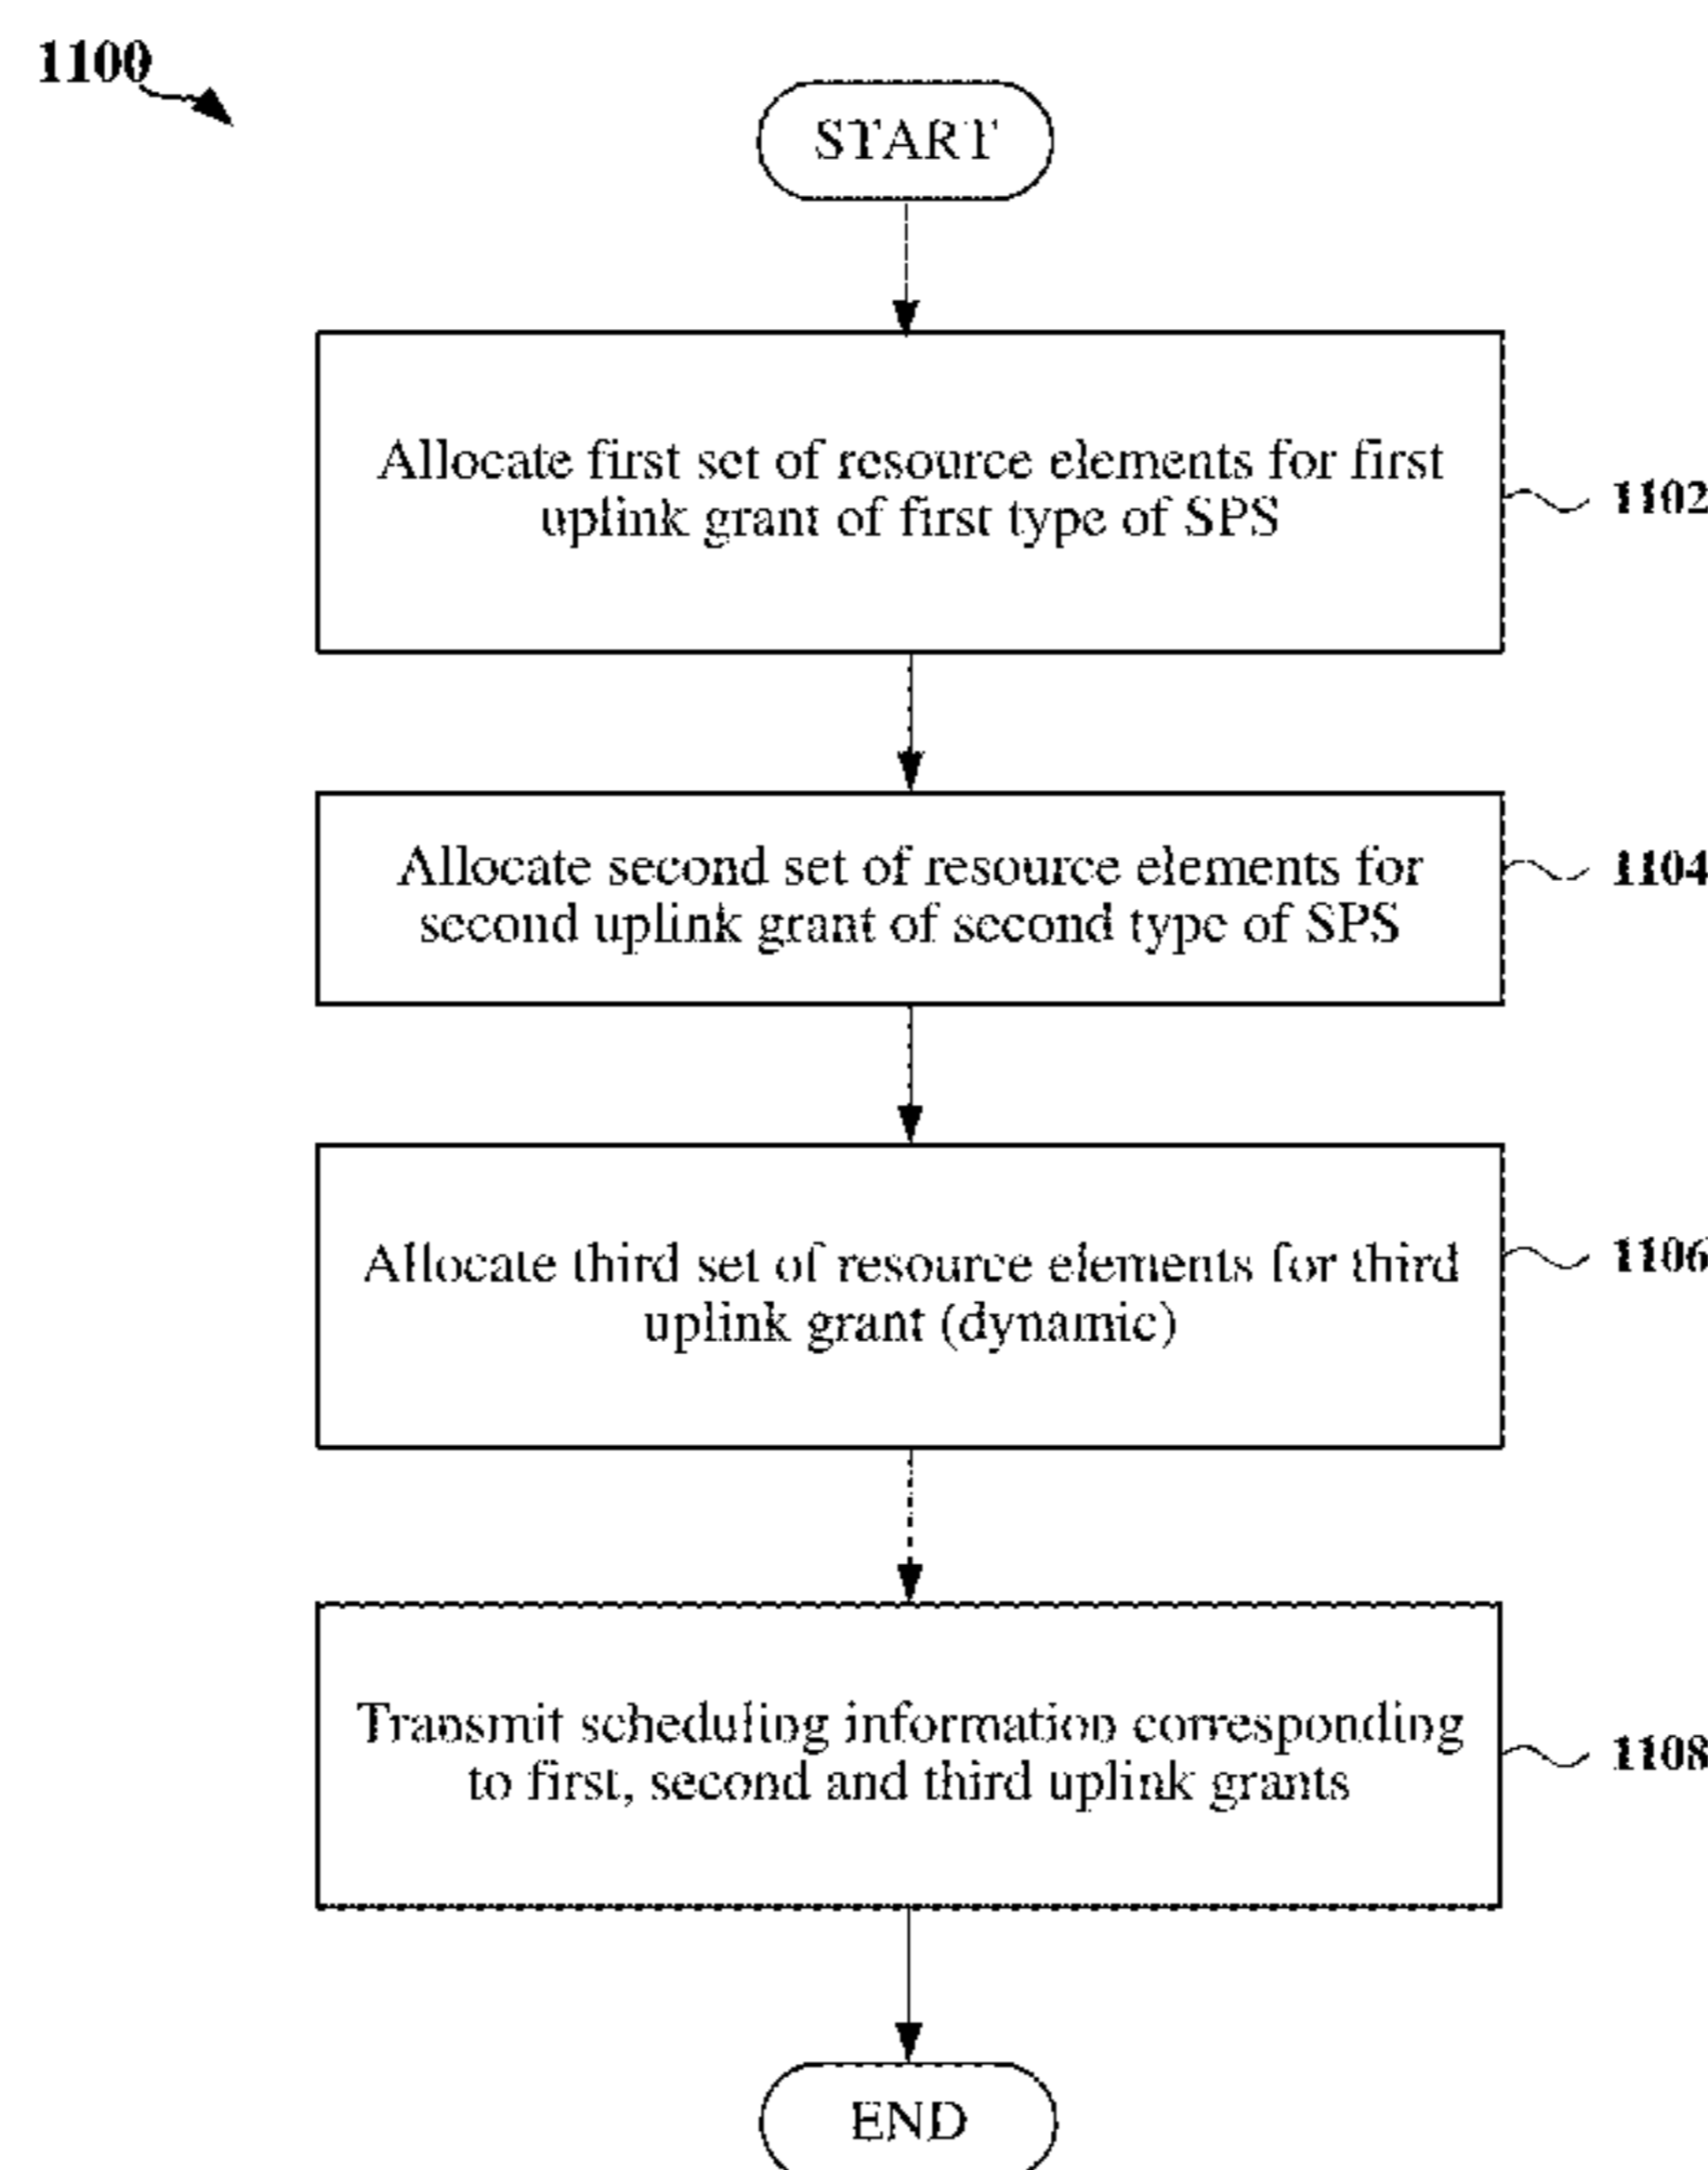 1100
START
Allocate first set of resource elements for first
uplink grant of first type of SPS
1102
Allocate second set of resource elements for
second uplink grant of second type of SPS
1104
Allocate third set of resource elements for third
uplink grant (dynamic)
1106
Transmit scheduling information corresponding
to first, second and third uplink grants
1108
END